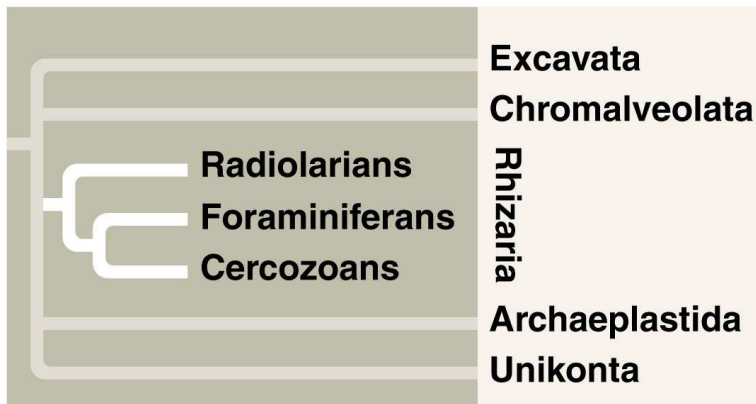 Excavata
Chromalveolata
Radiolarians
Foraminiferans
Cercozoans
Rhizaria
Archaeplastida
Unikonta